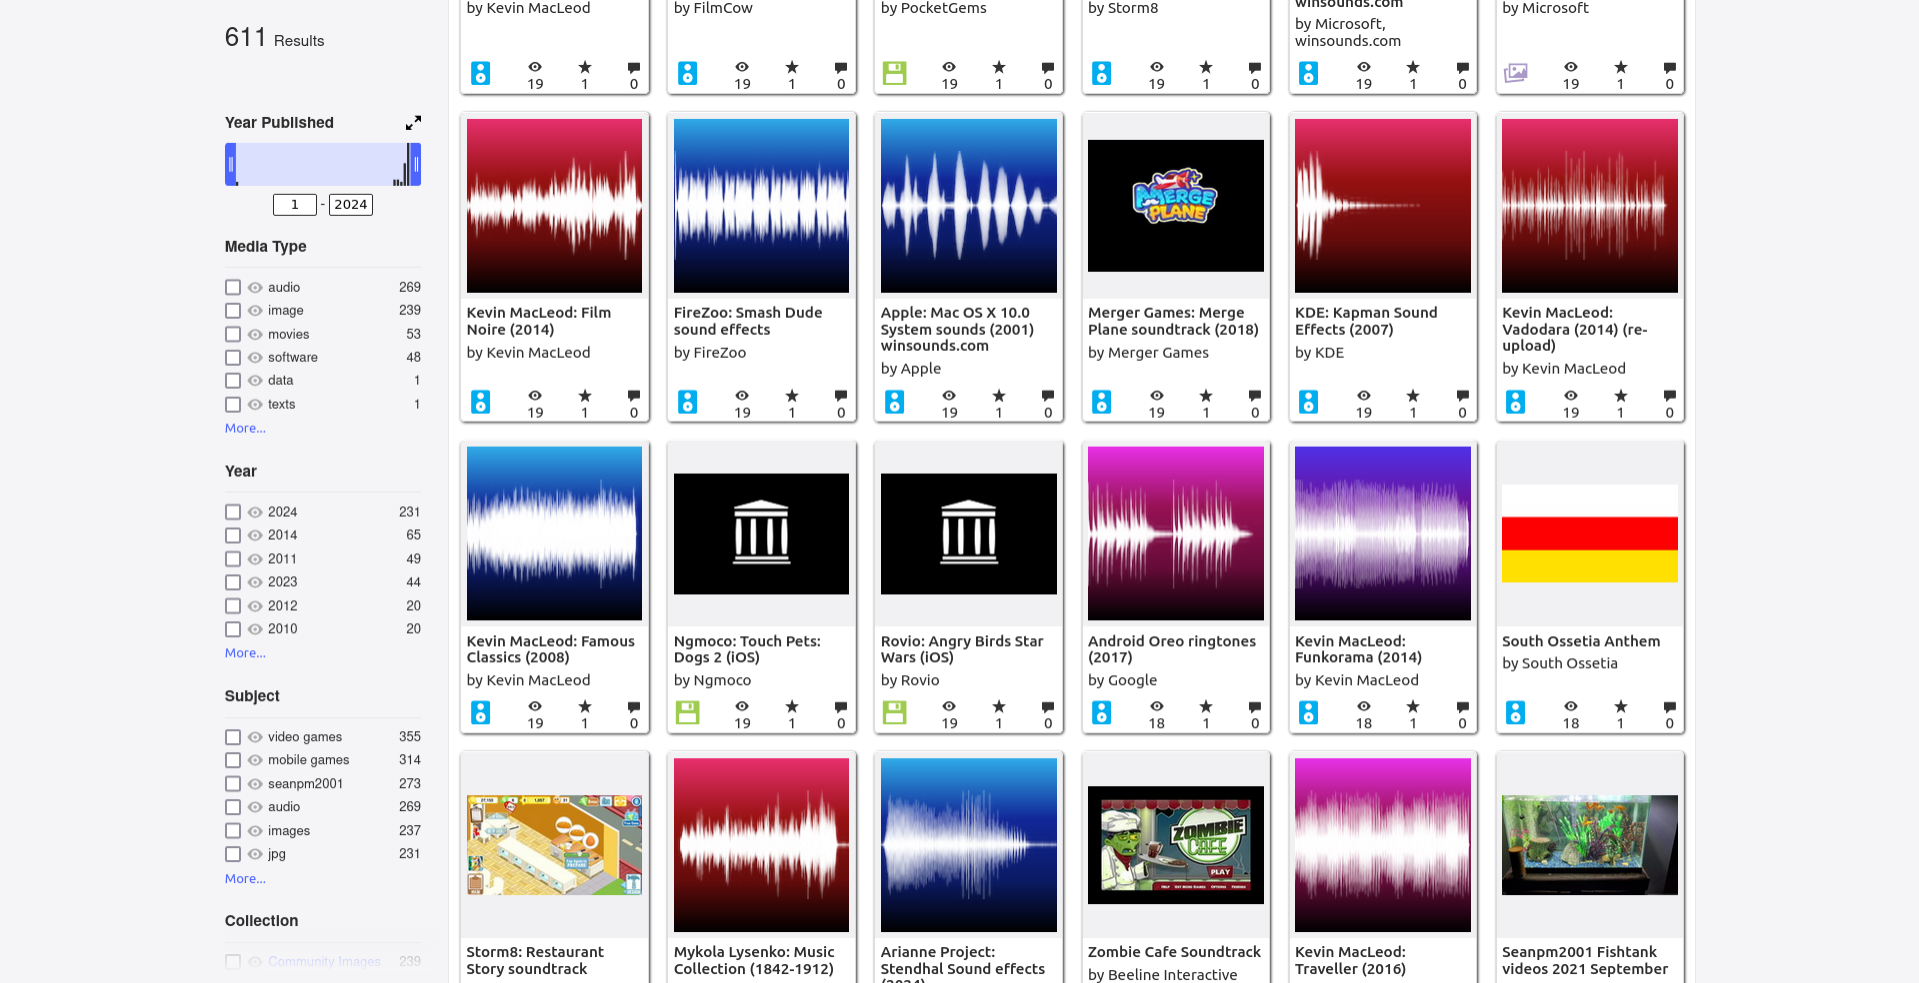 611 Results
Year Published
1 - 2024
Media Type
audio 269
image 239
movies 53
software 48
data 1
texts 1
More...
Year
2024 231
2014 65
2011 49
2023 44
2012 20
2010 20
More...
Subject
video games 355
mobile games 314
seanpm2001 273
audio 269
images 237
jpg 231
More...
Collection
Community Images 239
by Kevin MacLeod
19 1 0
by FilmCow
19 1 0
by PocketGems
19 1 0
by Storm8
19 1 0
winsounds.com
by Microsoft,
winsounds.com
19 1 0
by Microsoft
19 1 0
Kevin MacLeod: Film
Noire (2014)
by Kevin MacLeod
19 1 0
FireZoo: Smash Dude
sound effects
by FireZoo
19 1 0
Apple: Mac OS X 10.0
System sounds (2001)
winsounds.com
by Apple
19 1 0
MERGE
PLANE
Merger Games: Merge
Plane soundtrack (2018)
by Merger Games
19 1 0
KDE: Kapman Sound
Effects (2007)
by KDE
19 1 0
Kevin MacLeod:
Vadodara (2014) (re-
upload)
by Kevin MacLeod
19 1 0
Kevin MacLeod: Famous
Classics (2008)
by Kevin MacLeod
19 1 0
Ngmoco: Touch Pets:
Dogs 2 (iOS)
by Ngmoco
19 1 0
Rovio: Angry Birds Star
Wars (iOS)
by Rovio
19 1 0
Android Oreo ringtones
(2017)
by Google
18 1 0
Kevin MacLeod:
Funkorama (2014)
by Kevin MacLeod
18 1 0
South Ossetia Anthem
by South Ossetia
18 1 0
Storm8: Restaurant
Story soundtrack
Mykola Lysenko: Music
Collection (1842-1912)
Arianne Project:
Stendhal Sound effects
(2024)
ZOMBIE
CAFE
PLAY
Zombie Cafe Soundtrack
by Beeline Interactive
Kevin MacLeod:
Traveller (2016)
Seanpm2001 Fishtank
videos 2021 September